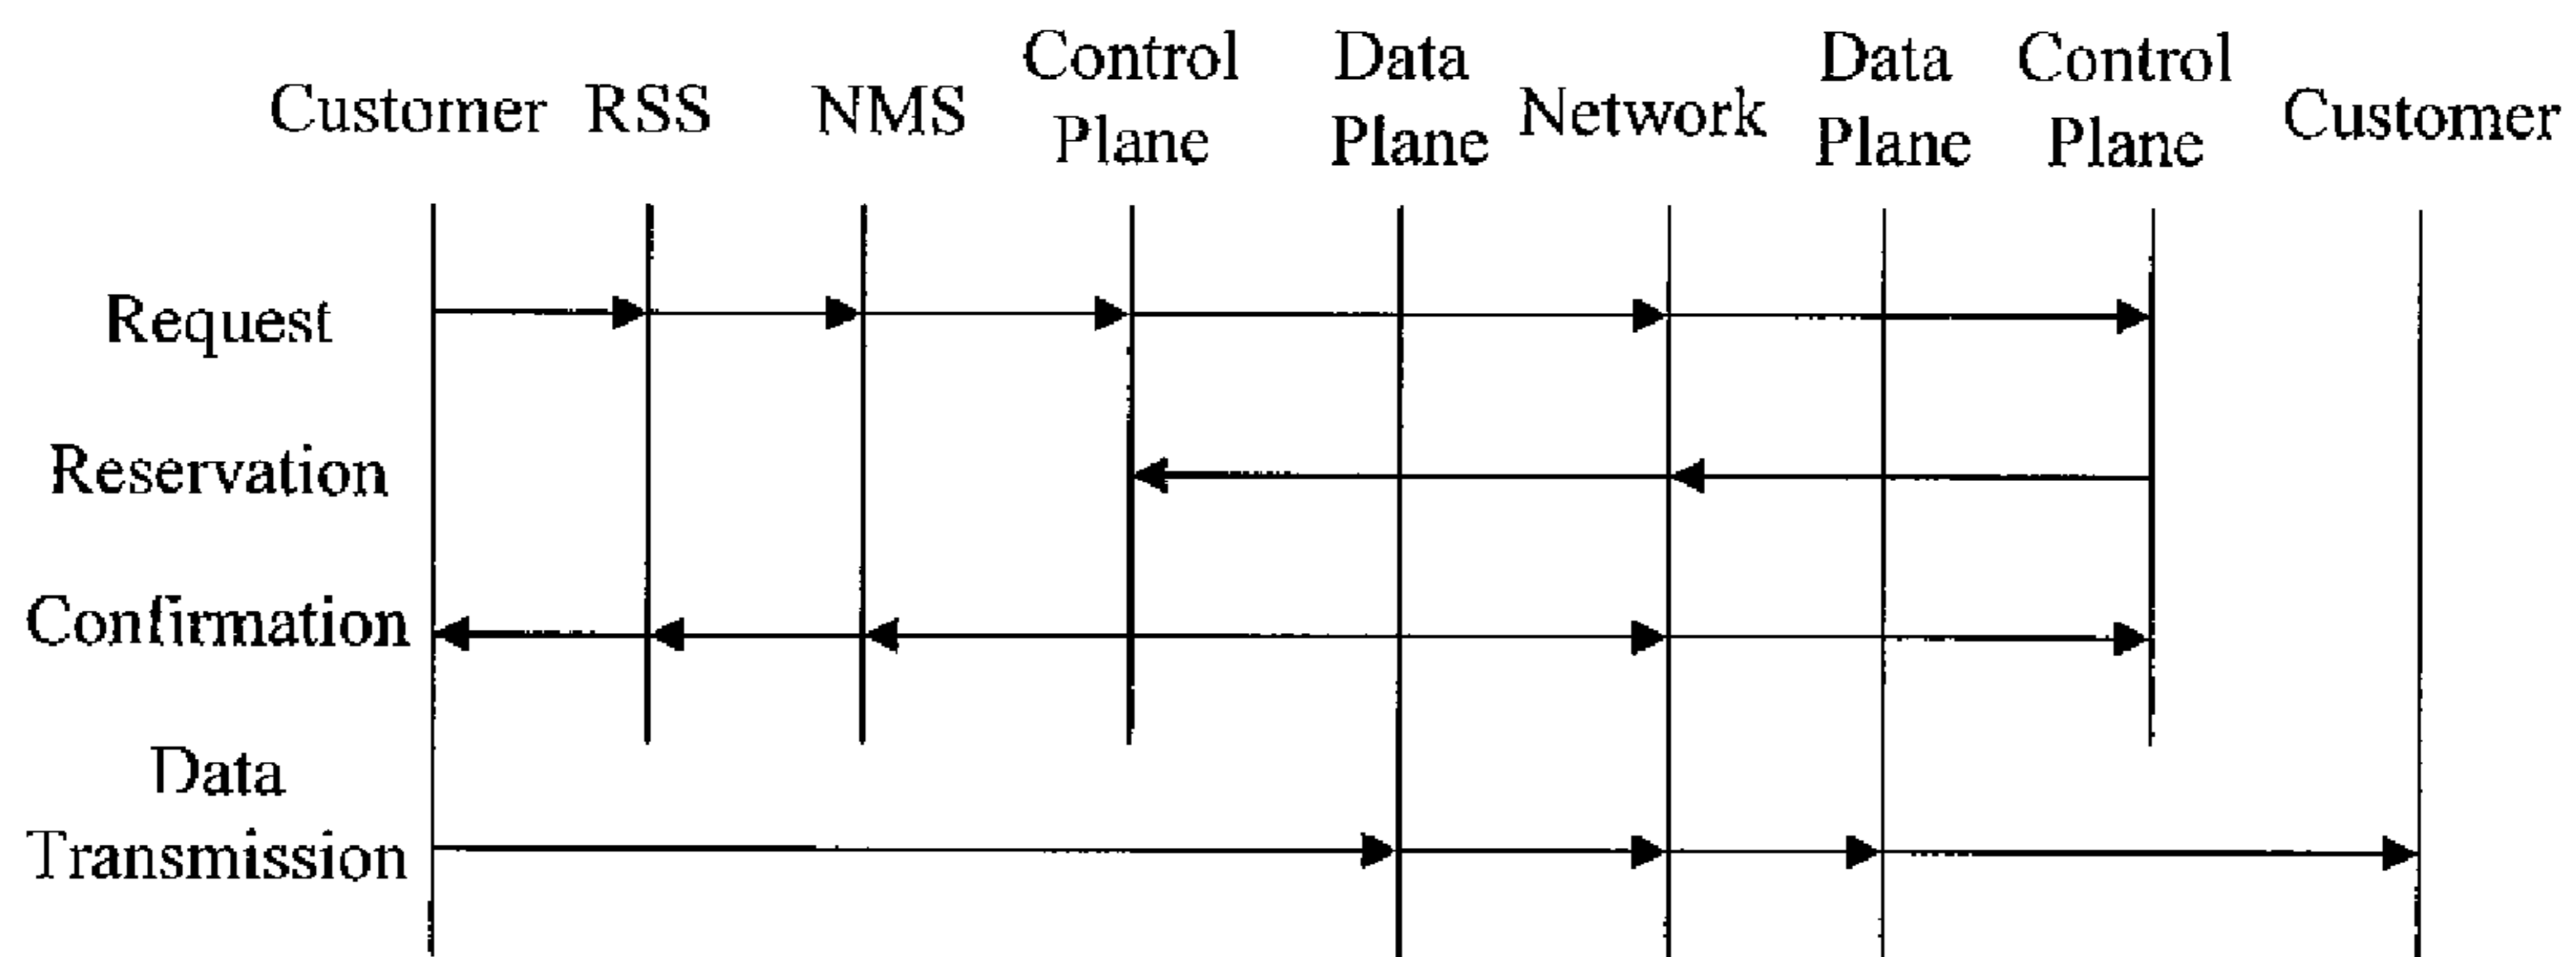 Customer RSS NMS Control Plane Data Plane Network Data Plane Control Plane Customer
Request
Reservation
Confirmation
Data
Transmission